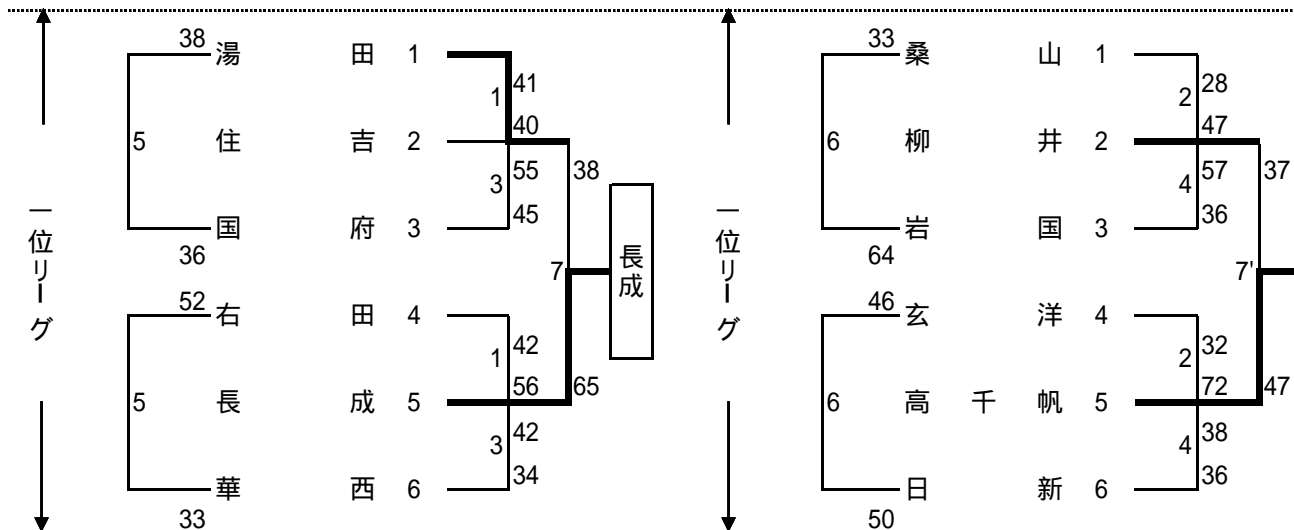 一位リーグ
38
湯田 1
41
1
40
5
住吉 2
55
38
3
45
国府 3
36
7
長成
52
右田 4
42
1
56
65
5
長成 5
42
3
34
華西 6
33
一位リーグ
33
桑山 1
28
2
47
6
柳井 2
57
37
4
36
岩国 3
64
7'
46
玄洋 4
32
2
72
47
6
高千帆 5
38
4
36
日新 6
50